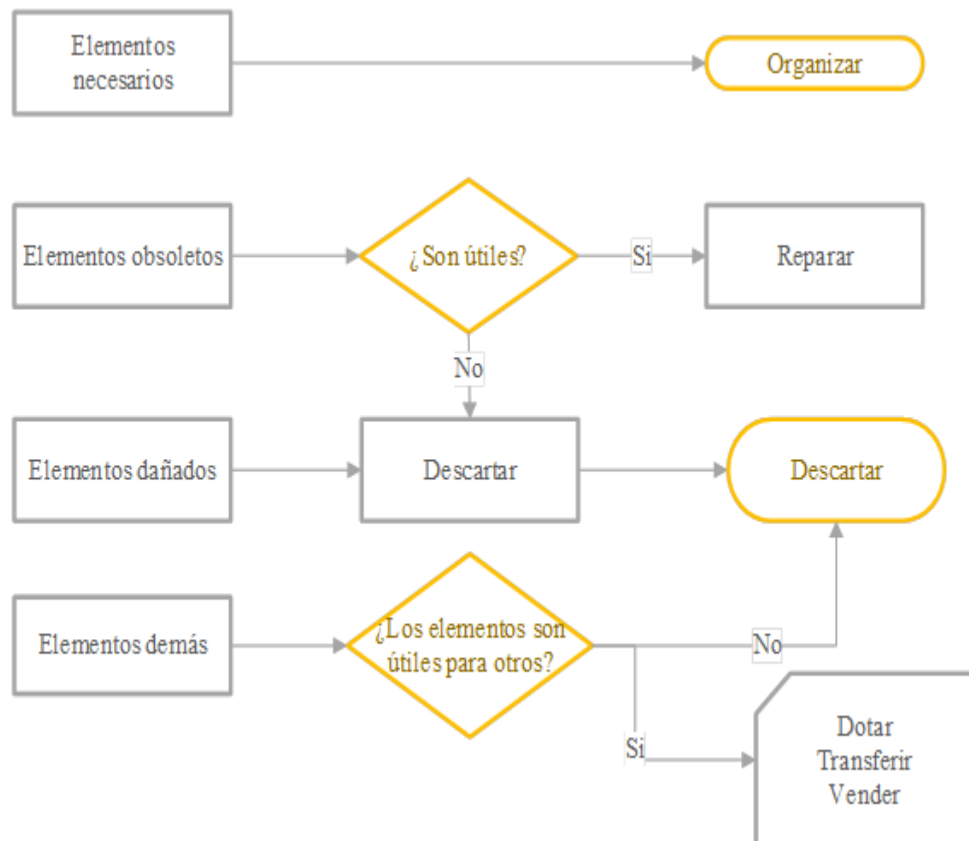 Elementos
necesarios
Organizar
Elementos obsoletos
¿Son útiles?
Si
Reparar
No
Elementos dañados
Descartar
Descartar
Elementos demás
¿Los elementos son
útiles para otros?
No
Si
Dotar
Transferir
Vender